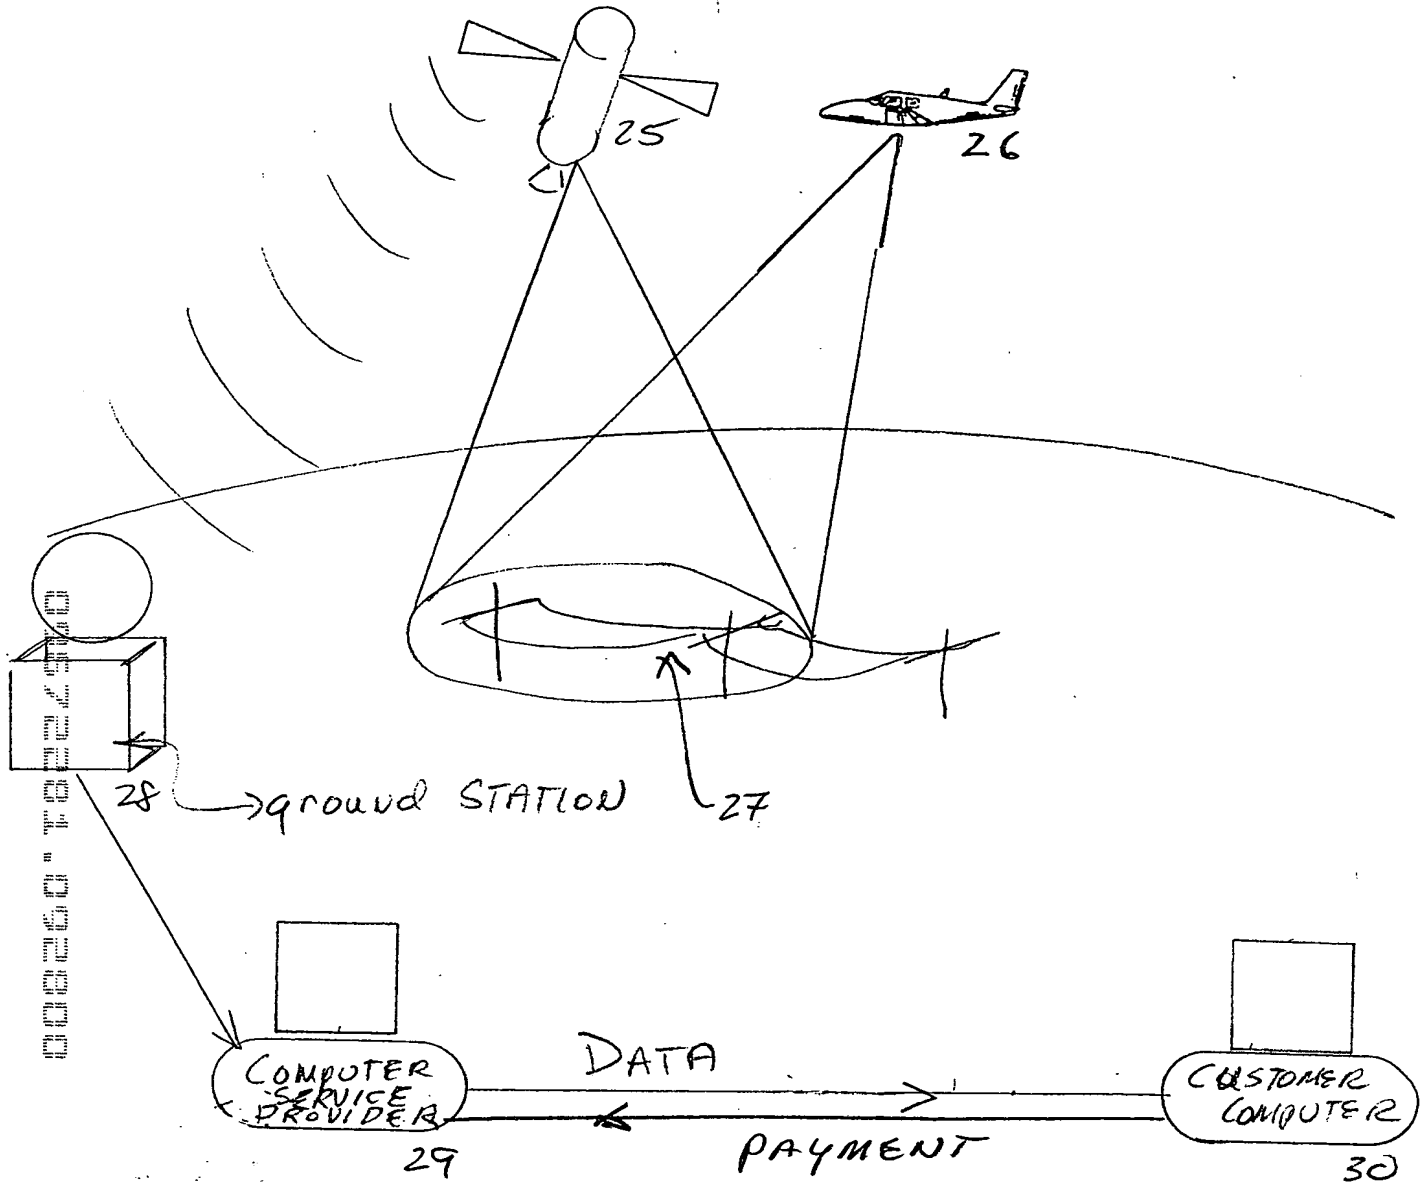 25
26
28
ground STATION
27
DATA
COMPUTER
SERVICE
PROVIDER
CUSTOMER
COMPUTER
PAYMENT
29
30